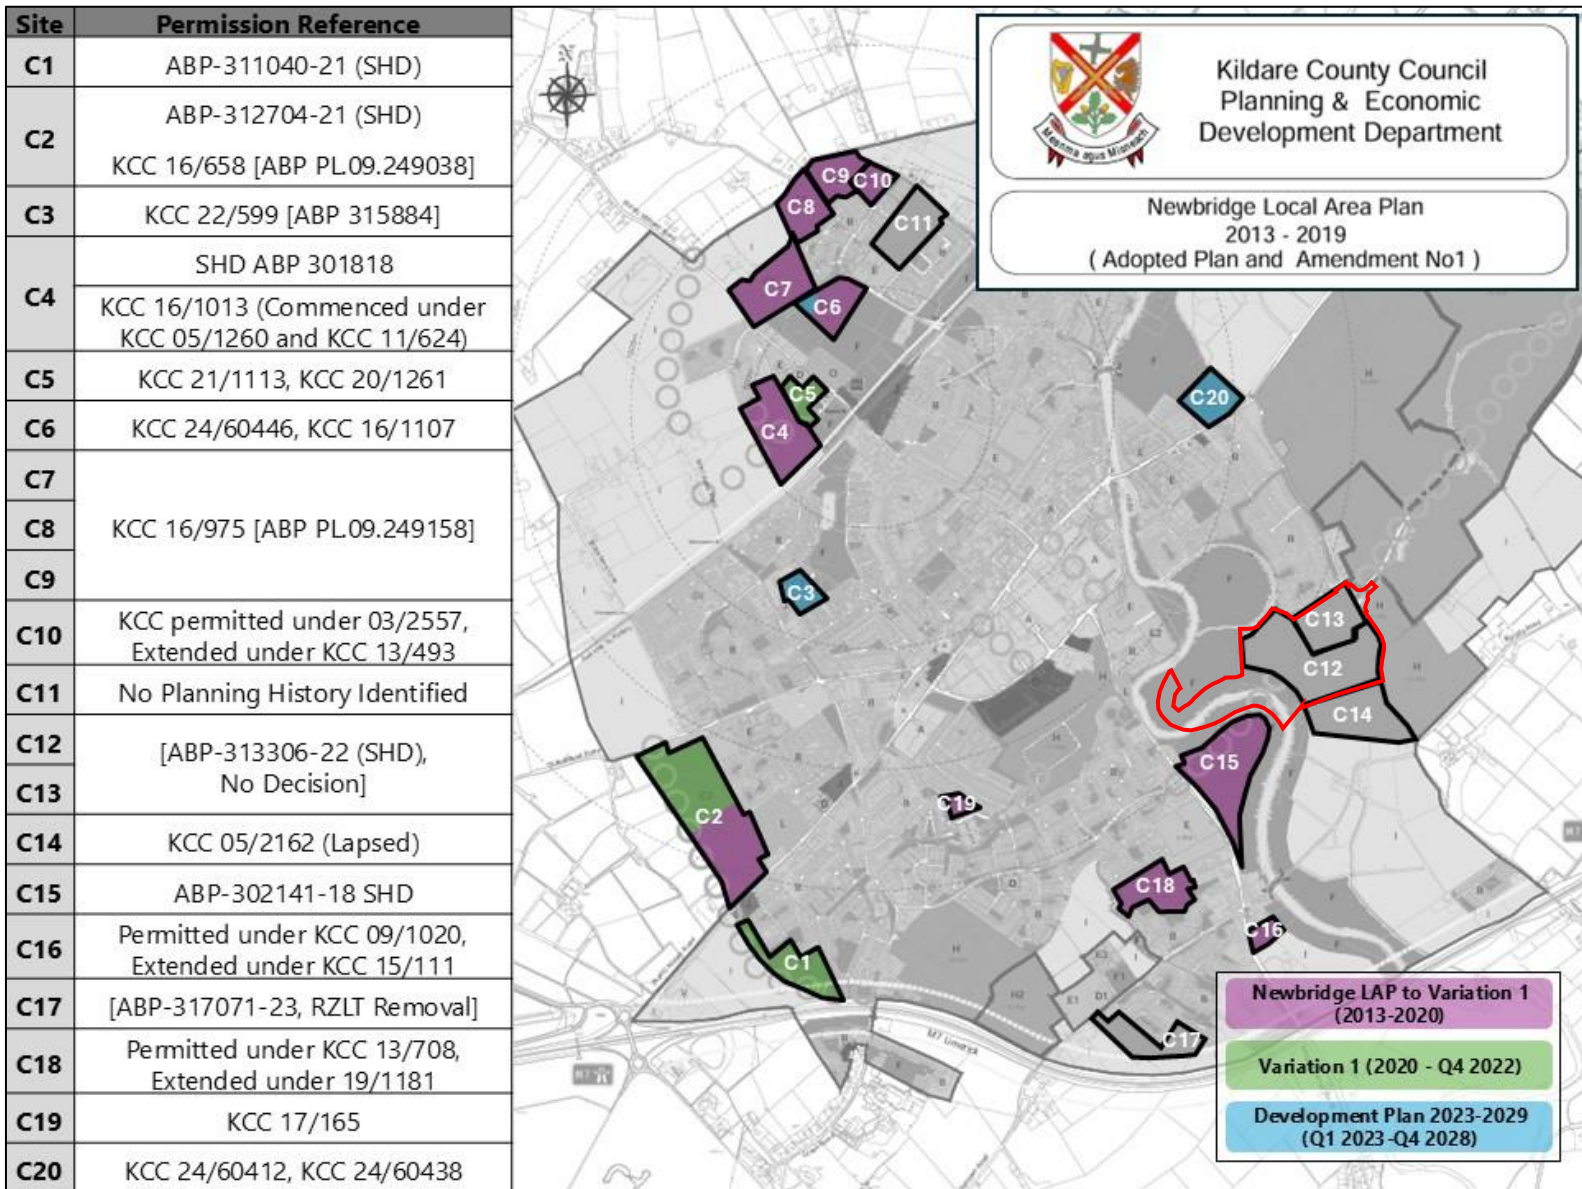 Site Permission Reference
C1 ABP-311040-21 (SHD)
C2 ABP-312704-21 (SHD)
KCC 16/658 [ABP PL.09.249038]
C3 KCC 22/599 [ABP 315884]
C4 SHD ABP 301818
KCC 16/1013 (Commenced under
KCC 05/1260 and KCC 11/624)
C5 KCC 21/1113, KCC 20/1261
C6 KCC 24/60446, KCC 16/1107
C7
C8 KCC 16/975 [ABP PL.09.249158]
C9
C10 KCC permitted under 03/2557,
Extended under KCC 13/493
C11 No Planning History Identified
C12 [ABP-313306-22 (SHD),
C13 No Decision]
C14 KCC 05/2162 (Lapsed)
C15 ABP-302141-18 SHD
C16 Permitted under KCC 09/1020,
Extended under KCC 15/111
C17 [ABP-317071-23, RZLT Removal]
C18 Permitted under KCC 13/708,
Extended under 19/1181
C19 KCC 17/165
C20 KCC 24/60412, KCC 24/60438
Meanma agus Misneach
Kildare County Council
Planning & Economic
Development Department
Newbridge Local Area Plan
2013 - 2019
( Adopted Plan and Amendment No1 )
C9
C10
C8
C11
C7
C6
C5
C4
C20
C3
C13
C12
C14
C15
C2
C19
C18
C16
C1
C17
M7 Limerick
Newbridge LAP to Variation 1
(2013-2020)
Variation 1 (2020 - Q4 2022)
Development Plan 2023-2029
(Q1 2023-Q4 2028)